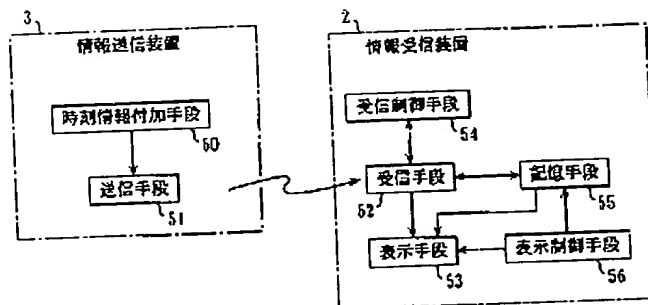 3
情報送信装置
時刻情報付加手段
50
送信手段
51
2
情報受信装置
受信制御手段
54
受信手段
52
記憶手段
55
表示手段
53
表示制御手段
56